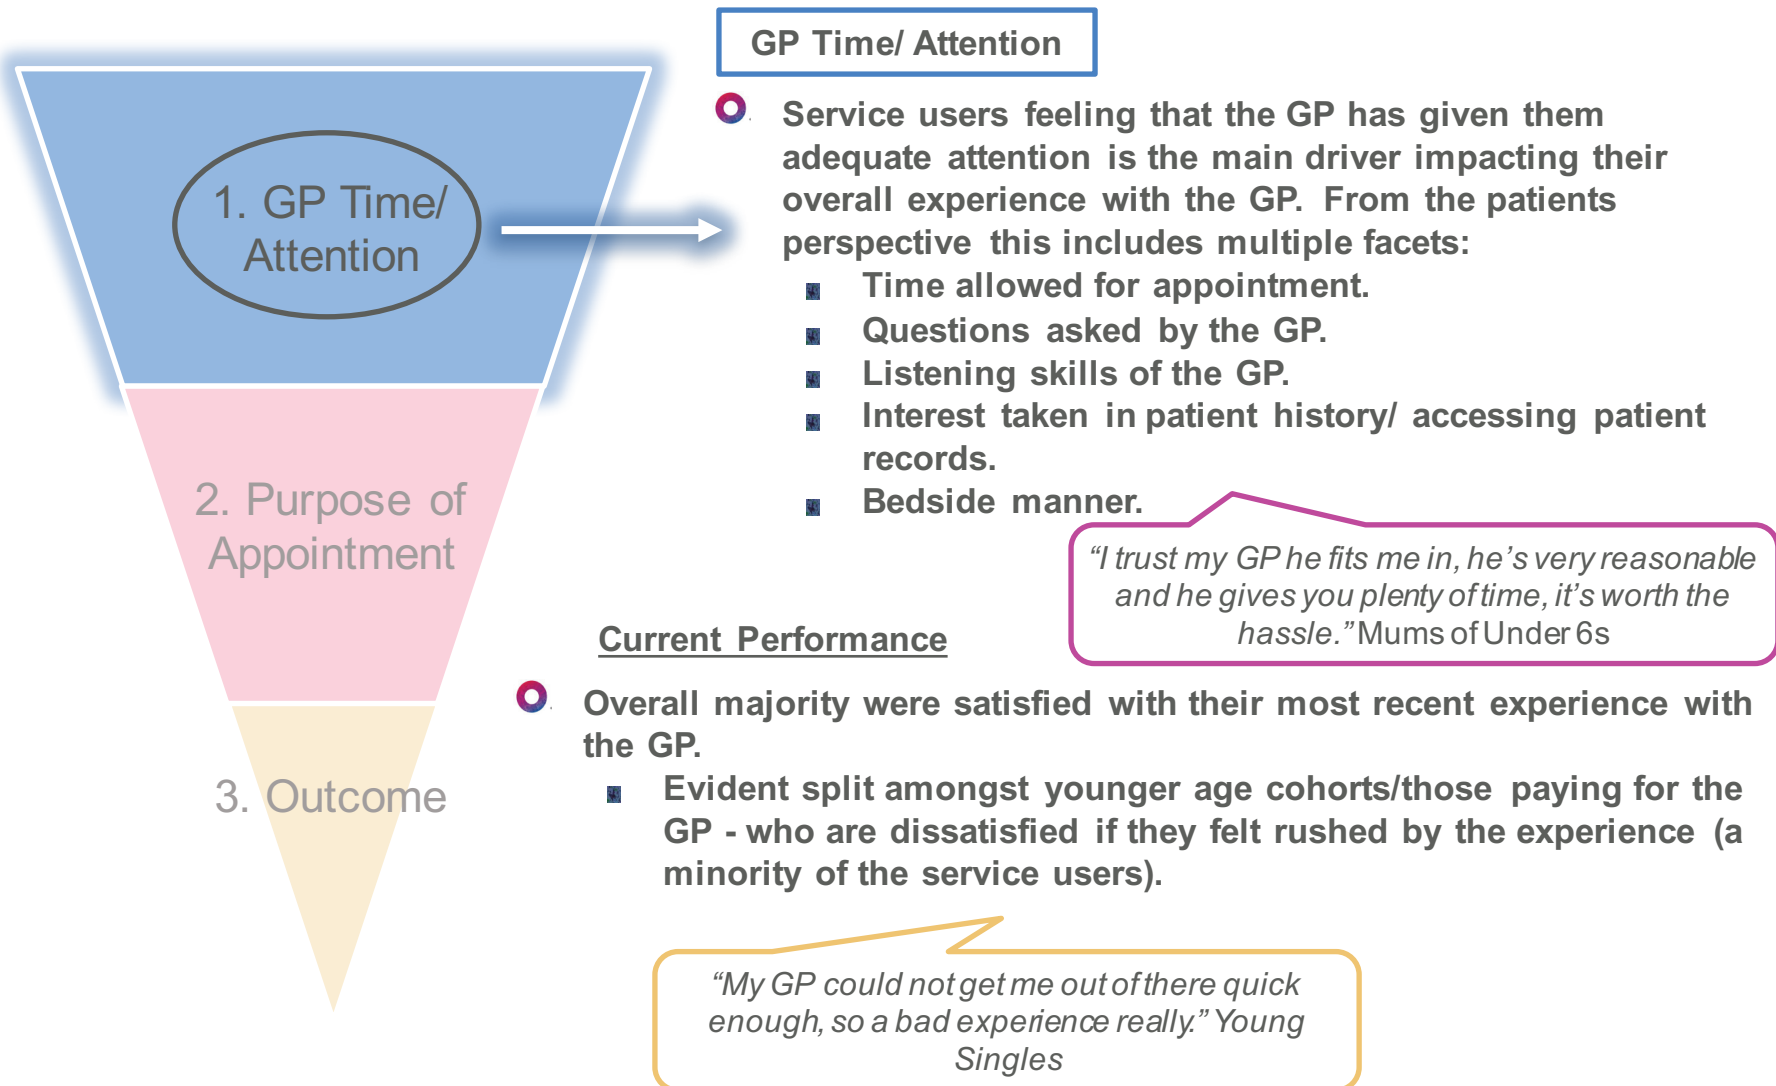 1. GP Time/
Attention
2. Purpose of
Appointment
3. Outcome
GP Time/ Attention
Service users feeling that the GP has given them
adequate attention is the main driver impacting their
overall experience with the GP. From the patients
perspective this includes multiple facets:
Time allowed for appointment.
Questions asked by the GP.
Listening skills of the GP.
Interest taken in patient history/ accessing patient
records.
Bedside manner.
“I trust my GP he fits me in, he’s very reasonable
and he gives you plenty of time, it’s worth the
hassle.” Mums of Under 6s
Current Performance
Overall majority were satisfied with their most recent experience with
the GP.
Evident split amongst younger age cohorts/those paying for the
GP - who are dissatisfied if they felt rushed by the experience (a
minority of the service users).
“My GP could not get me out of there quick
enough, so a bad experience really.” Young
Singles